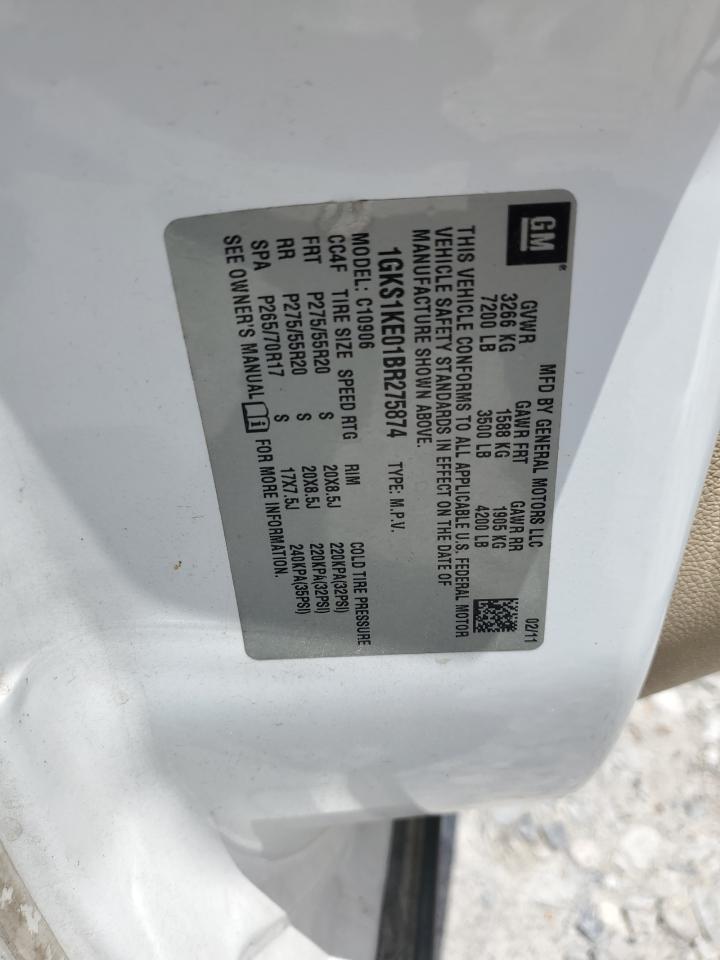 GM®
MFD BY GENERAL MOTORS LLC
02/11
GVWR GAWR FRT GAWR RR
3266 KG 1588 KG 1905 KG
7200 LB 3500 LB 4200 LB
THIS VEHICLE CONFORMS TO ALL APPLICABLE U.S. FEDERAL MOTOR
VEHICLE SAFETY STANDARDS IN EFFECT ON THE DATE OF
MANUFACTURE SHOWN ABOVE.
1GKS1KE01BR275874 TYPE: M.P.V.
MODEL: C10906
CC4F TIRE SIZE SPEED RTG RIM COLD TIRE PRESSURE
FRT P275/55R20 S 20X8.5J 220KPA(32PSI)
RR P275/55R20 S 20X8.5J 220KPA(32PSI)
SPA P265/70R17 S 17X7.5J 240KPA(35PSI)
SEE OWNER'S MANUAL FOR MORE INFORMATION.